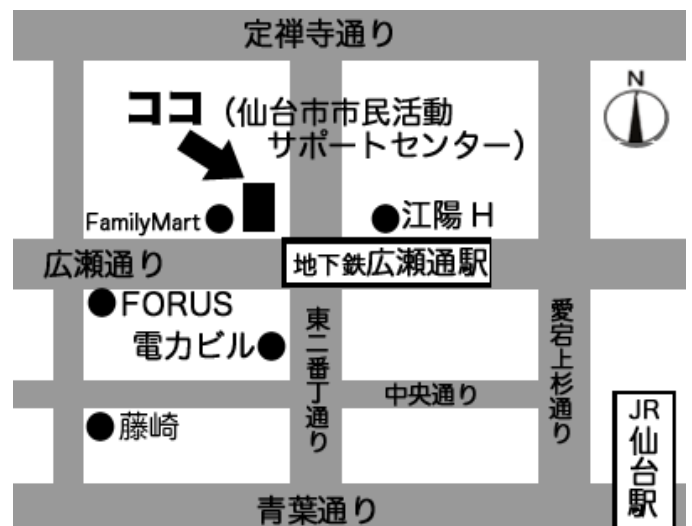 定禅寺通り
N
ココ（仙台市市民活動
サポートセンター）
FamilyMart
江陽 H
広瀬通り
地下鉄広瀬通駅
FORUS
電力ビル
東二番丁通り
愛宕上杉通り
中央通り
藤崎
JR仙台駅
青葉通り